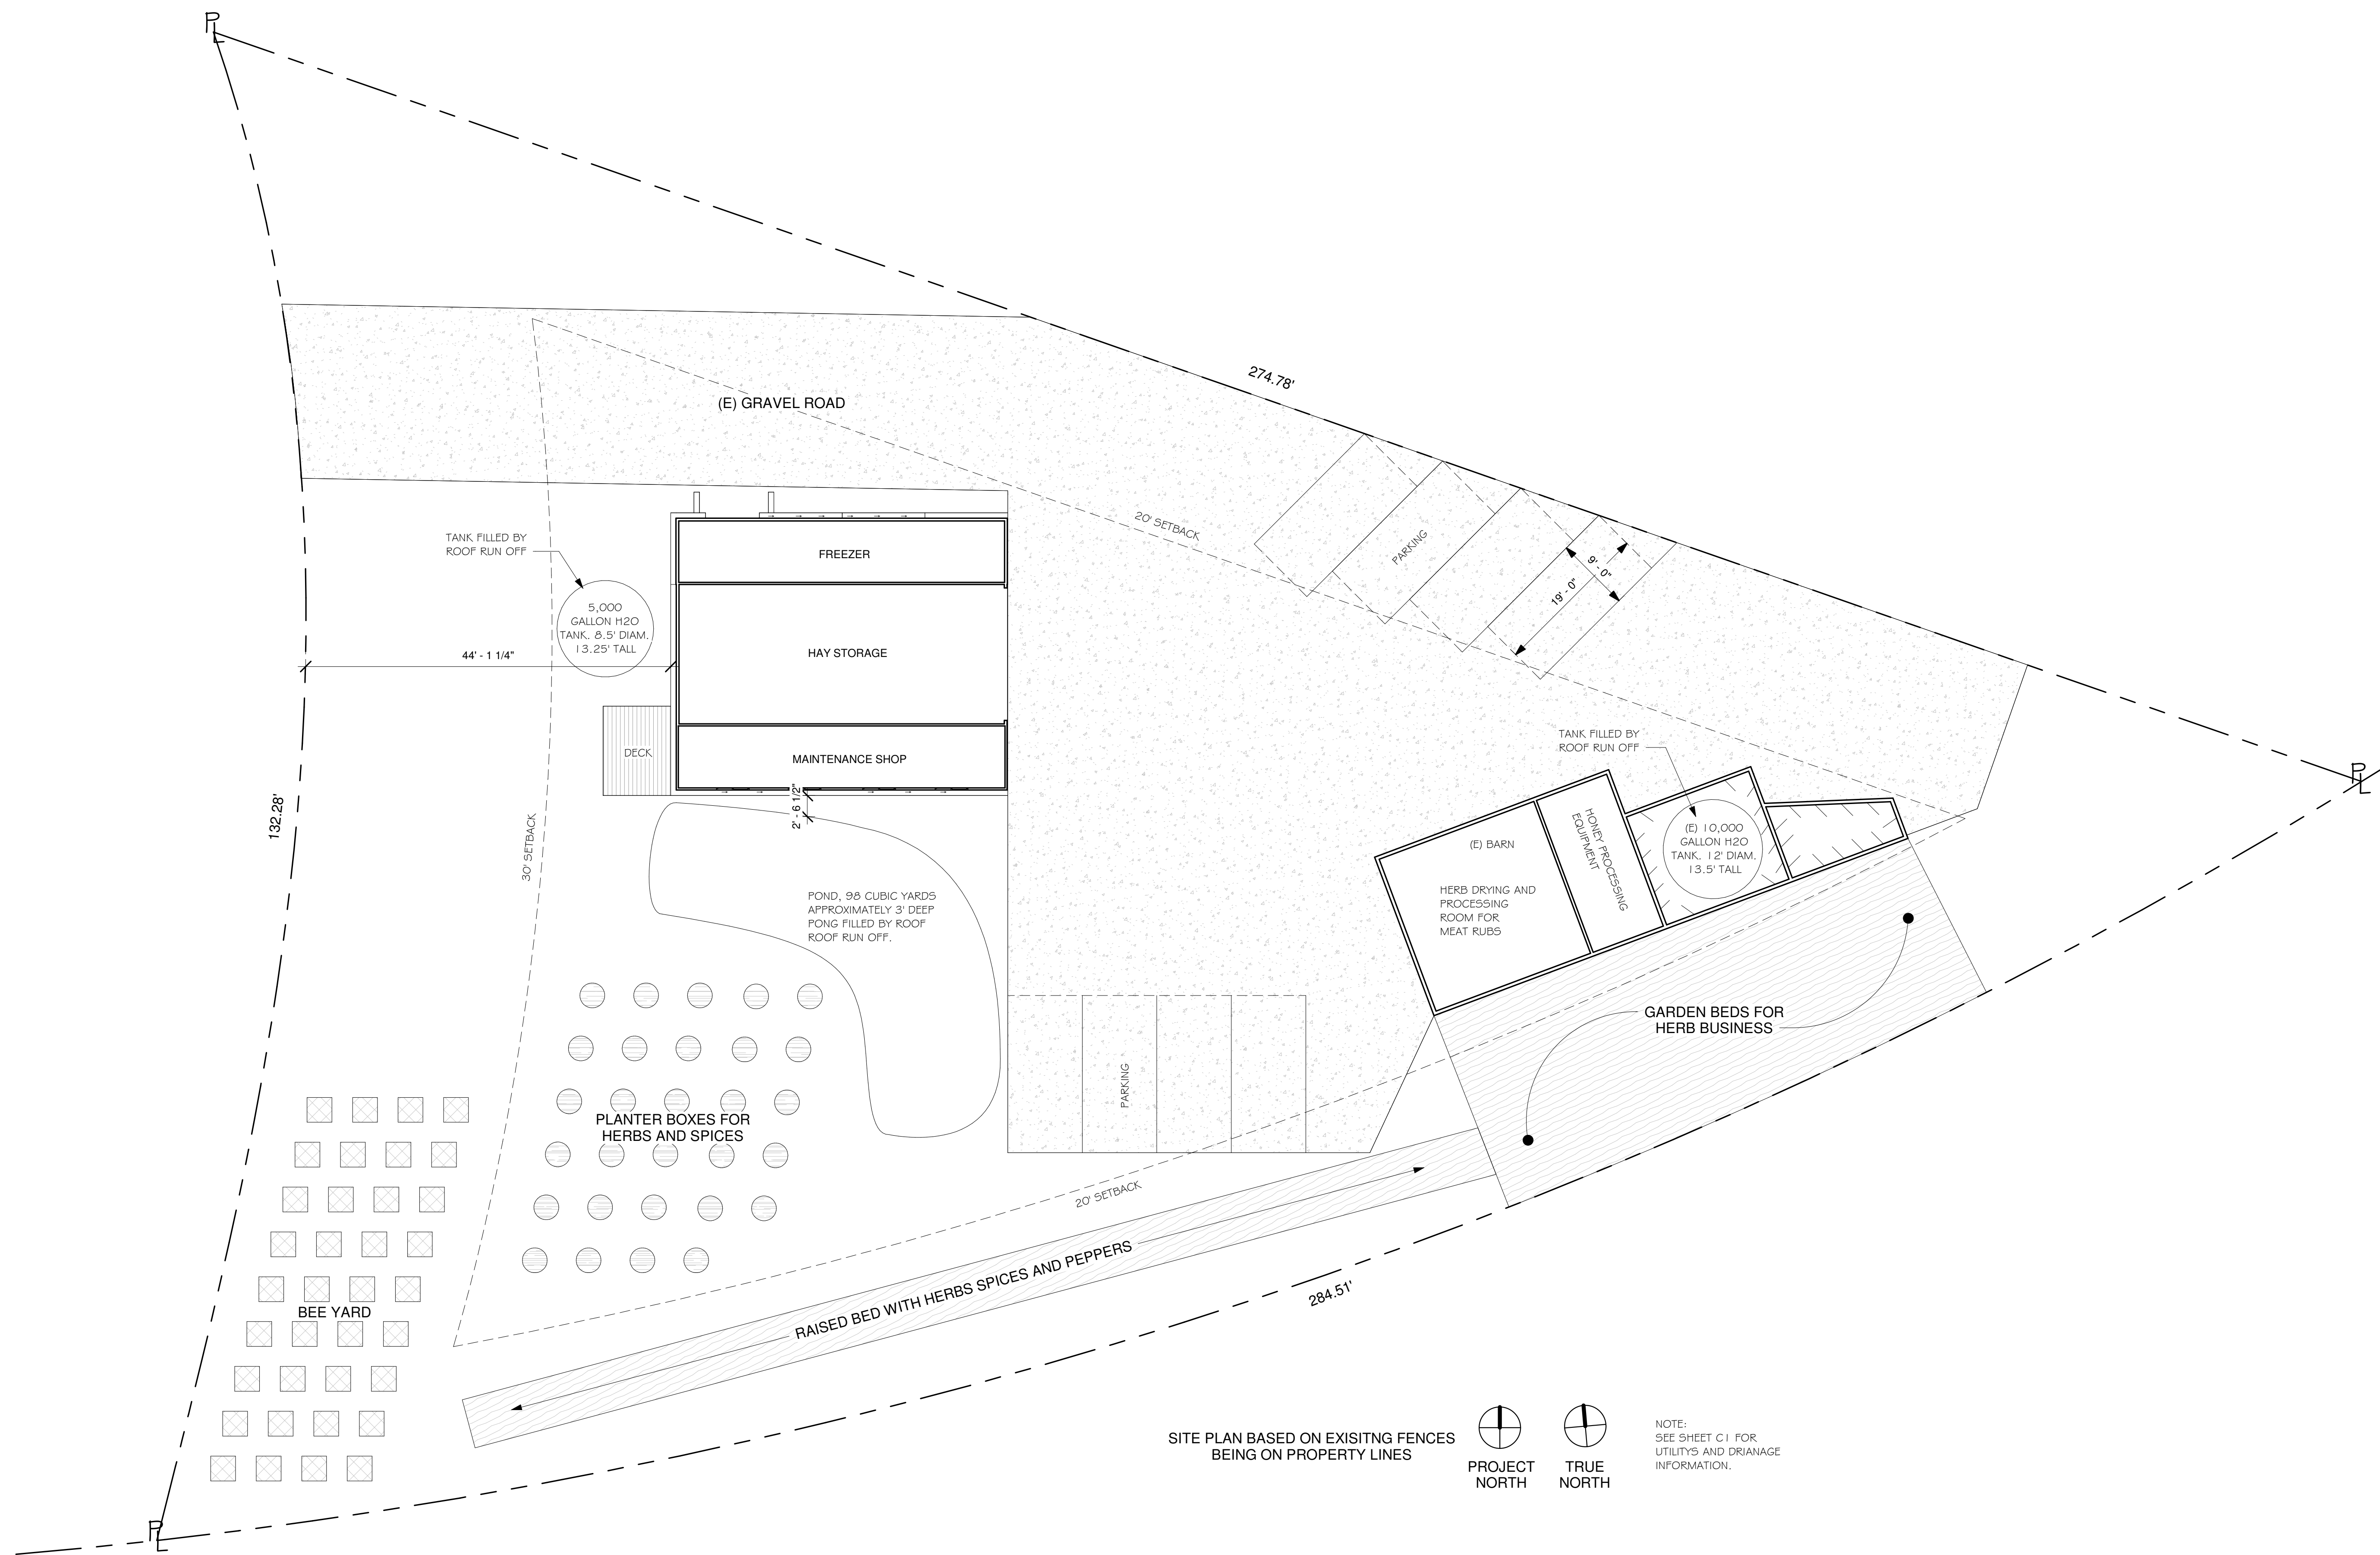 PL
274.78'
(E) GRAVEL ROAD
20' SETBACK
PARKING
9' - 0"
19' - 0"
TANK FILLED BY
ROOF RUN OFF
FREEZER
5,000
GALLON H2O
TANK. 8.5' DIAM.
13.25' TALL
44' - 1 1/4"
HAY STORAGE
DECK
MAINTENANCE SHOP
2' - 6 1/2"
132.28'
30' SETBACK
TANK FILLED BY
ROOF RUN OFF
PL
(E) BARN
HONEY PROCESSING
EQUIPMENT
(E) 10,000
GALLON H2O
TANK. 12' DIAM.
13.5' TALL
HERB DRYING AND
PROCESSING
ROOM FOR
MEAT RUBS
POND, 98 CUBIC YARDS
APPROXIMATELY 3' DEEP
PONG FILLED BY ROOF
ROOF RUN OFF.
GARDEN BEDS FOR
HERB BUSINESS
PARKING
PLANTER BOXES FOR
HERBS AND SPICES
20' SETBACK
RAISED BED WITH HERBS SPICES AND PEPPERS
284.51'
BEE YARD
SITE PLAN BASED ON EXISITNG FENCES
BEING ON PROPERTY LINES
PROJECT
NORTH
TRUE
NORTH
NOTE:
SEE SHEET C1 FOR
UTILITYS AND DRIANAGE
INFORMATION.
PL